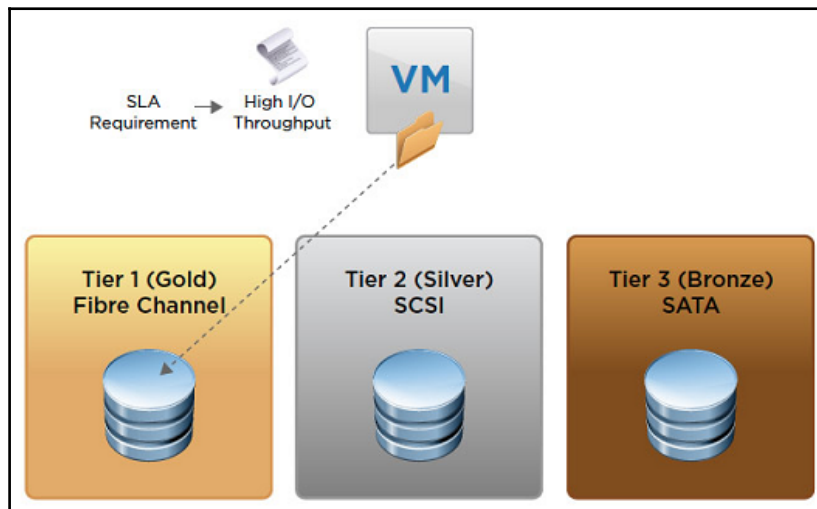 SLA
Requirement
High I/O
Throughput
VM
Tier 1 (Gold)
Fibre Channel
Tier 2 (Silver)
SCSI
Tier 3 (Bronze)
SATA